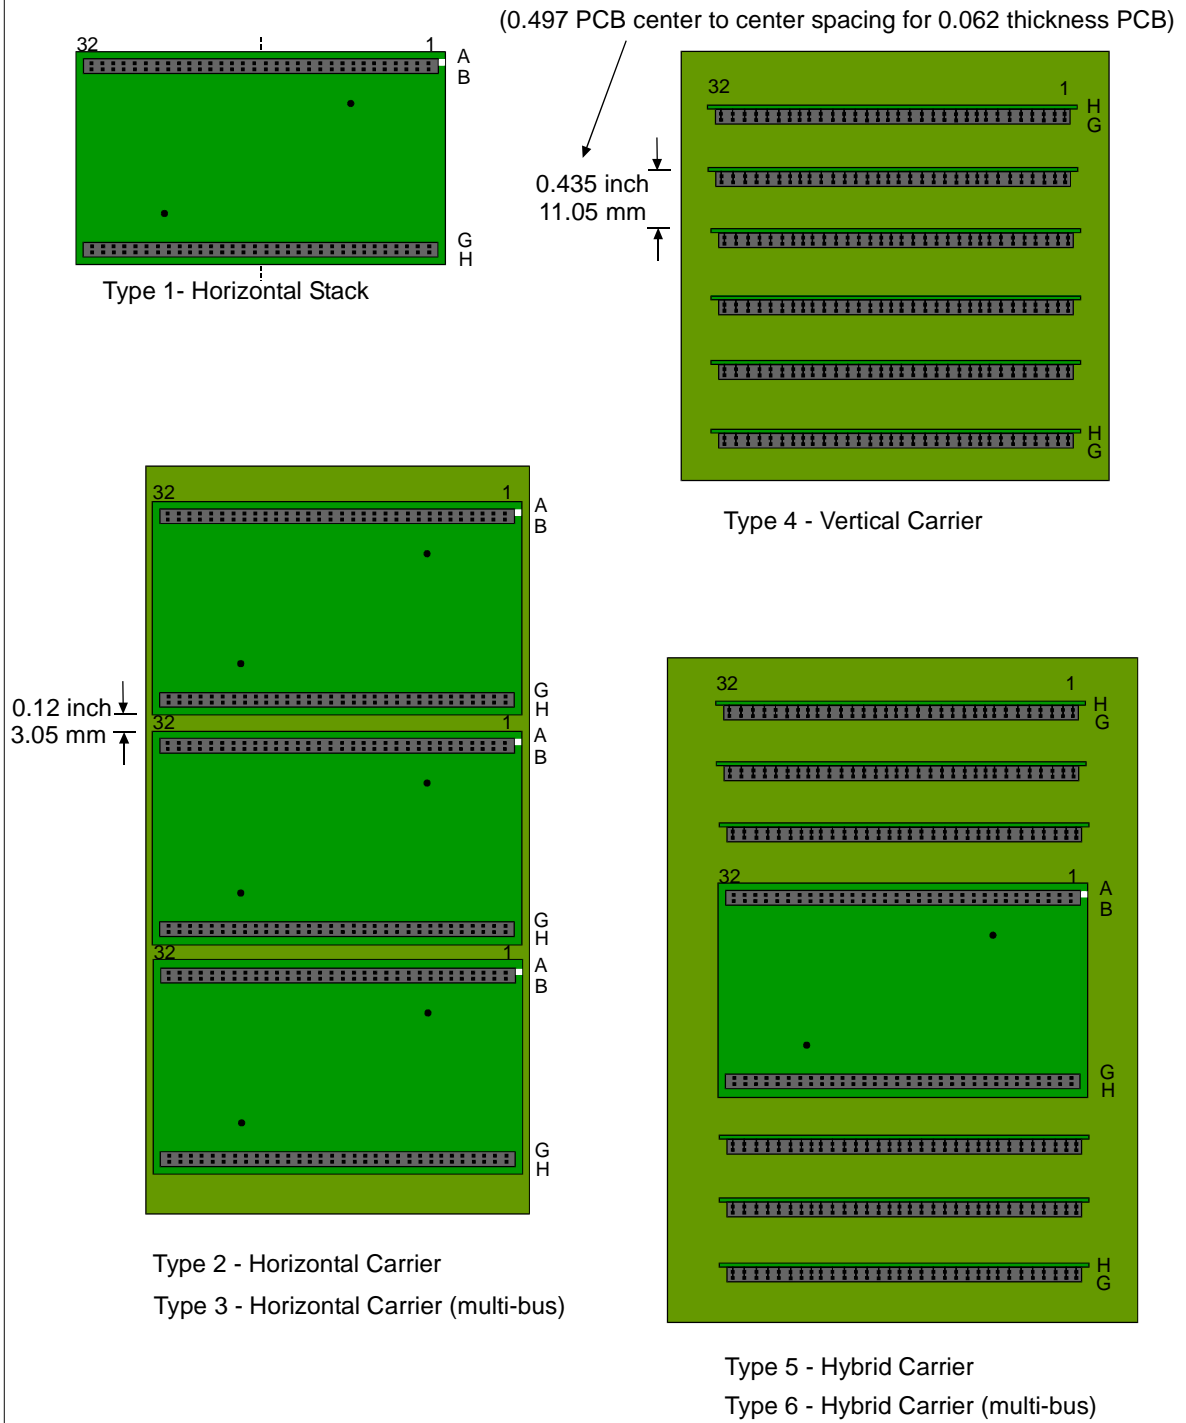 (0.497 PCB center to center spacing for 0.062 thickness PCB)
32 1 A
B
G
H
Type 1- Horizontal Stack
32 1 H
G
0.435 inch
11.05 mm
H
G
Type 4 - Vertical Carrier
32 1 A
B
G
H
0.12 inch
3.05 mm
32 1 A
B
G
H
32 1 A
B
G
H
Type 2 - Horizontal Carrier
Type 3 - Horizontal Carrier (multi-bus)
32 1 H
G
32 1 A
B
G
H
H
G
Type 5 - Hybrid Carrier
Type 6 - Hybrid Carrier (multi-bus)